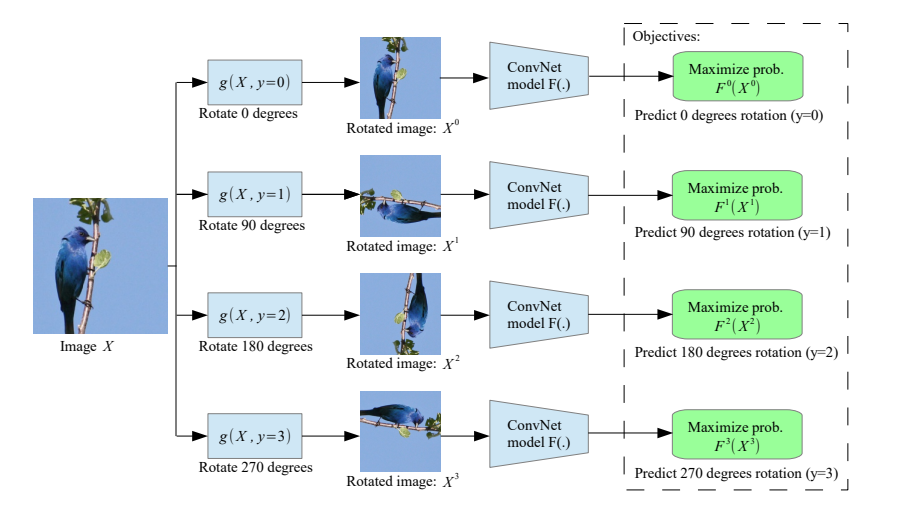 Objectives:
g(X, y=0)
Rotate 0 degrees
Rotated image: X^0
ConvNet
model F(.)
Maximize prob.
F^0(X^0)
Predict 0 degrees rotation (y=0)
g(X, y=1)
Rotate 90 degrees
Rotated image: X^1
ConvNet
model F(.)
Maximize prob.
F^1(X^1)
Predict 90 degrees rotation (y=1)
Image X
g(X, y=2)
Rotate 180 degrees
Rotated image: X^2
ConvNet
model F(.)
Maximize prob.
F^2(X^2)
Predict 180 degrees rotation (y=2)
g(X, y=3)
Rotate 270 degrees
Rotated image: X^3
ConvNet
model F(.)
Maximize prob.
F^3(X^3)
Predict 270 degrees rotation (y=3)